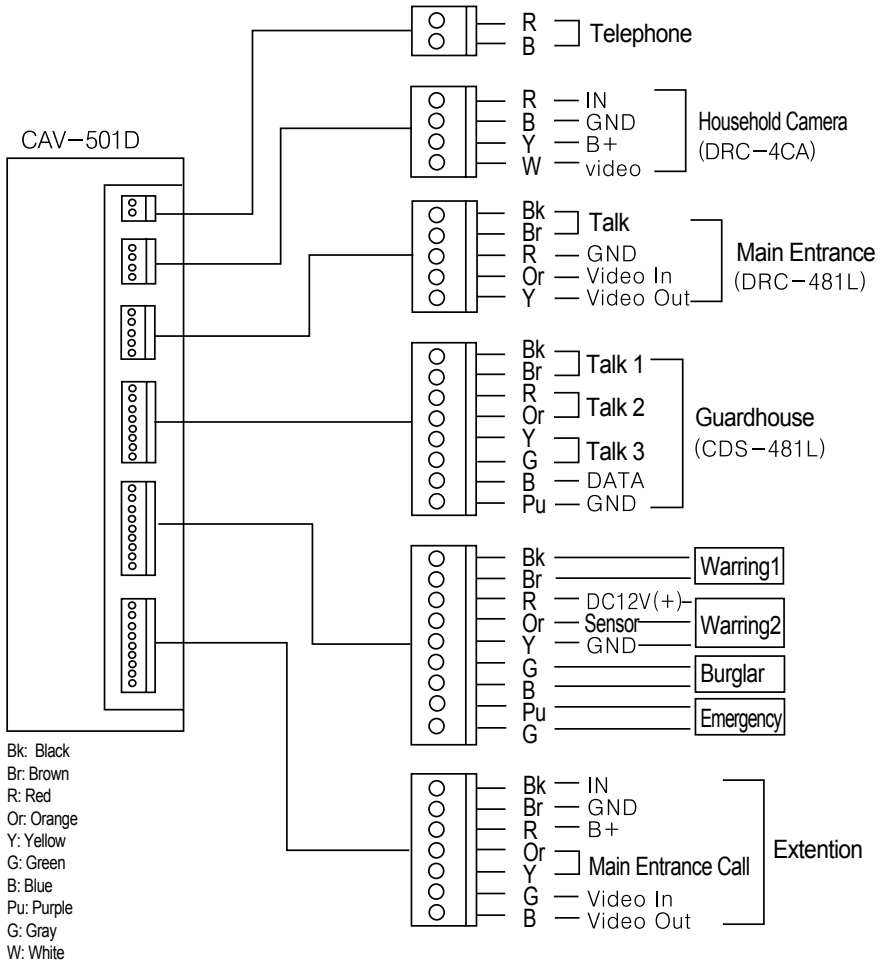 R
B
Telephone
R — IN
B — GND
Y — B+
W — video
Household Camera
(DRC-4CA)
CAV-501D
Bk
Br
Talk
R — GND
Or — Video In
Y — Video Out
Main Entrance
(DRC-481L)
Bk
Br
Talk 1
R
Or
Talk 2
Y
G
Talk 3
B — DATA
Pu — GND
Guardhouse
(CDS-481L)
Bk
Br
Warring1
R — DC12V(+)
Or — Sensor
Y — GND
Warring2
G
B
Burglar
Pu
G
Emergency
Bk — IN
Br — GND
R — B+
Or
Y
Main Entrance Call
G — Video In
B — Video Out
Extention
Bk: Black
Br: Brown
R: Red
Or: Orange
Y: Yellow
G: Green
B: Blue
Pu: Purple
G: Gray
W: White